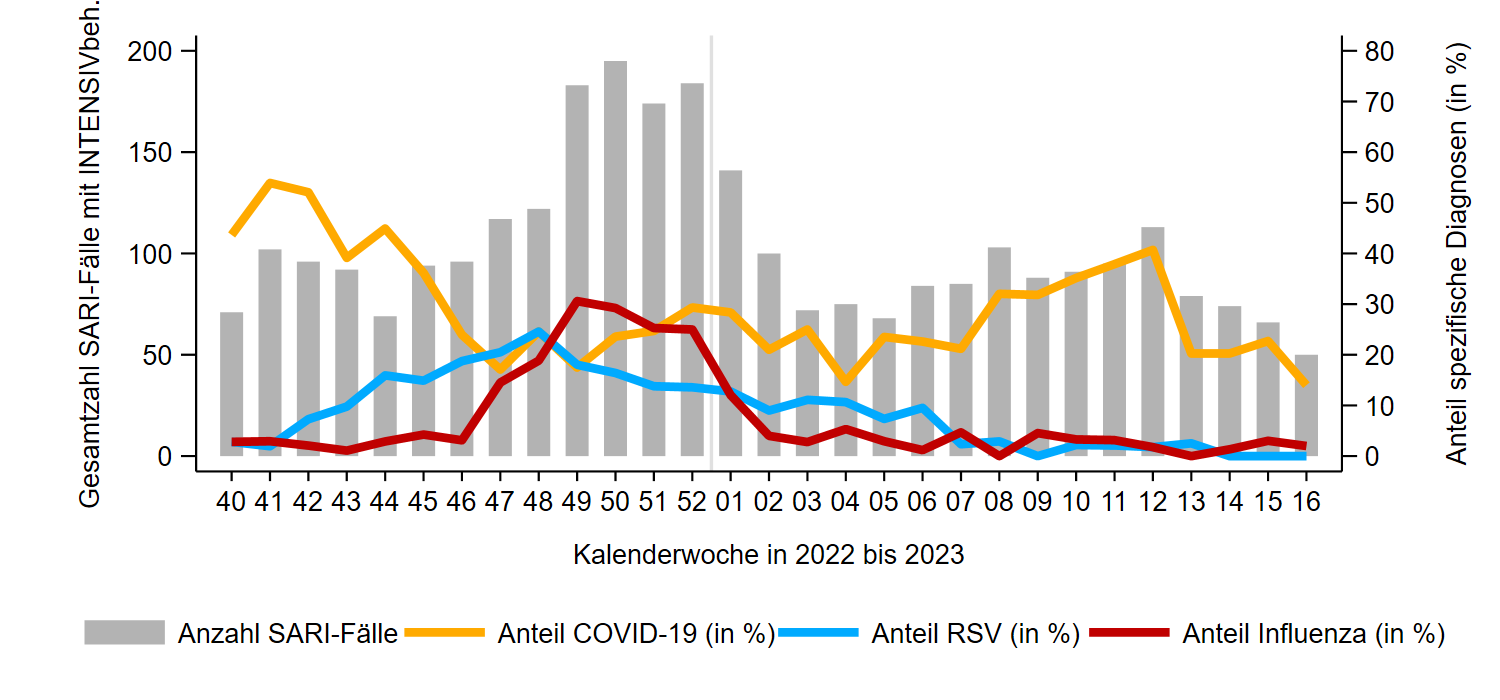 Gesamtzahl SARI-Fälle mit INTENSIVbeh.
200
150
100
50
0
80
70
60
50
40
30
20
10
0
Anteil spezifische Diagnosen (in %)
40 41 42 43 44 45 46 47 48 49 50 51 52 01 02 03 04 05 06 07 08 09 10 11 12 13 14 15 16
Kalenderwoche in 2022 bis 2023
Anzahl SARI-Fälle Anteil COVID-19 (in %) Anteil RSV (in %) Anteil Influenza (in %)